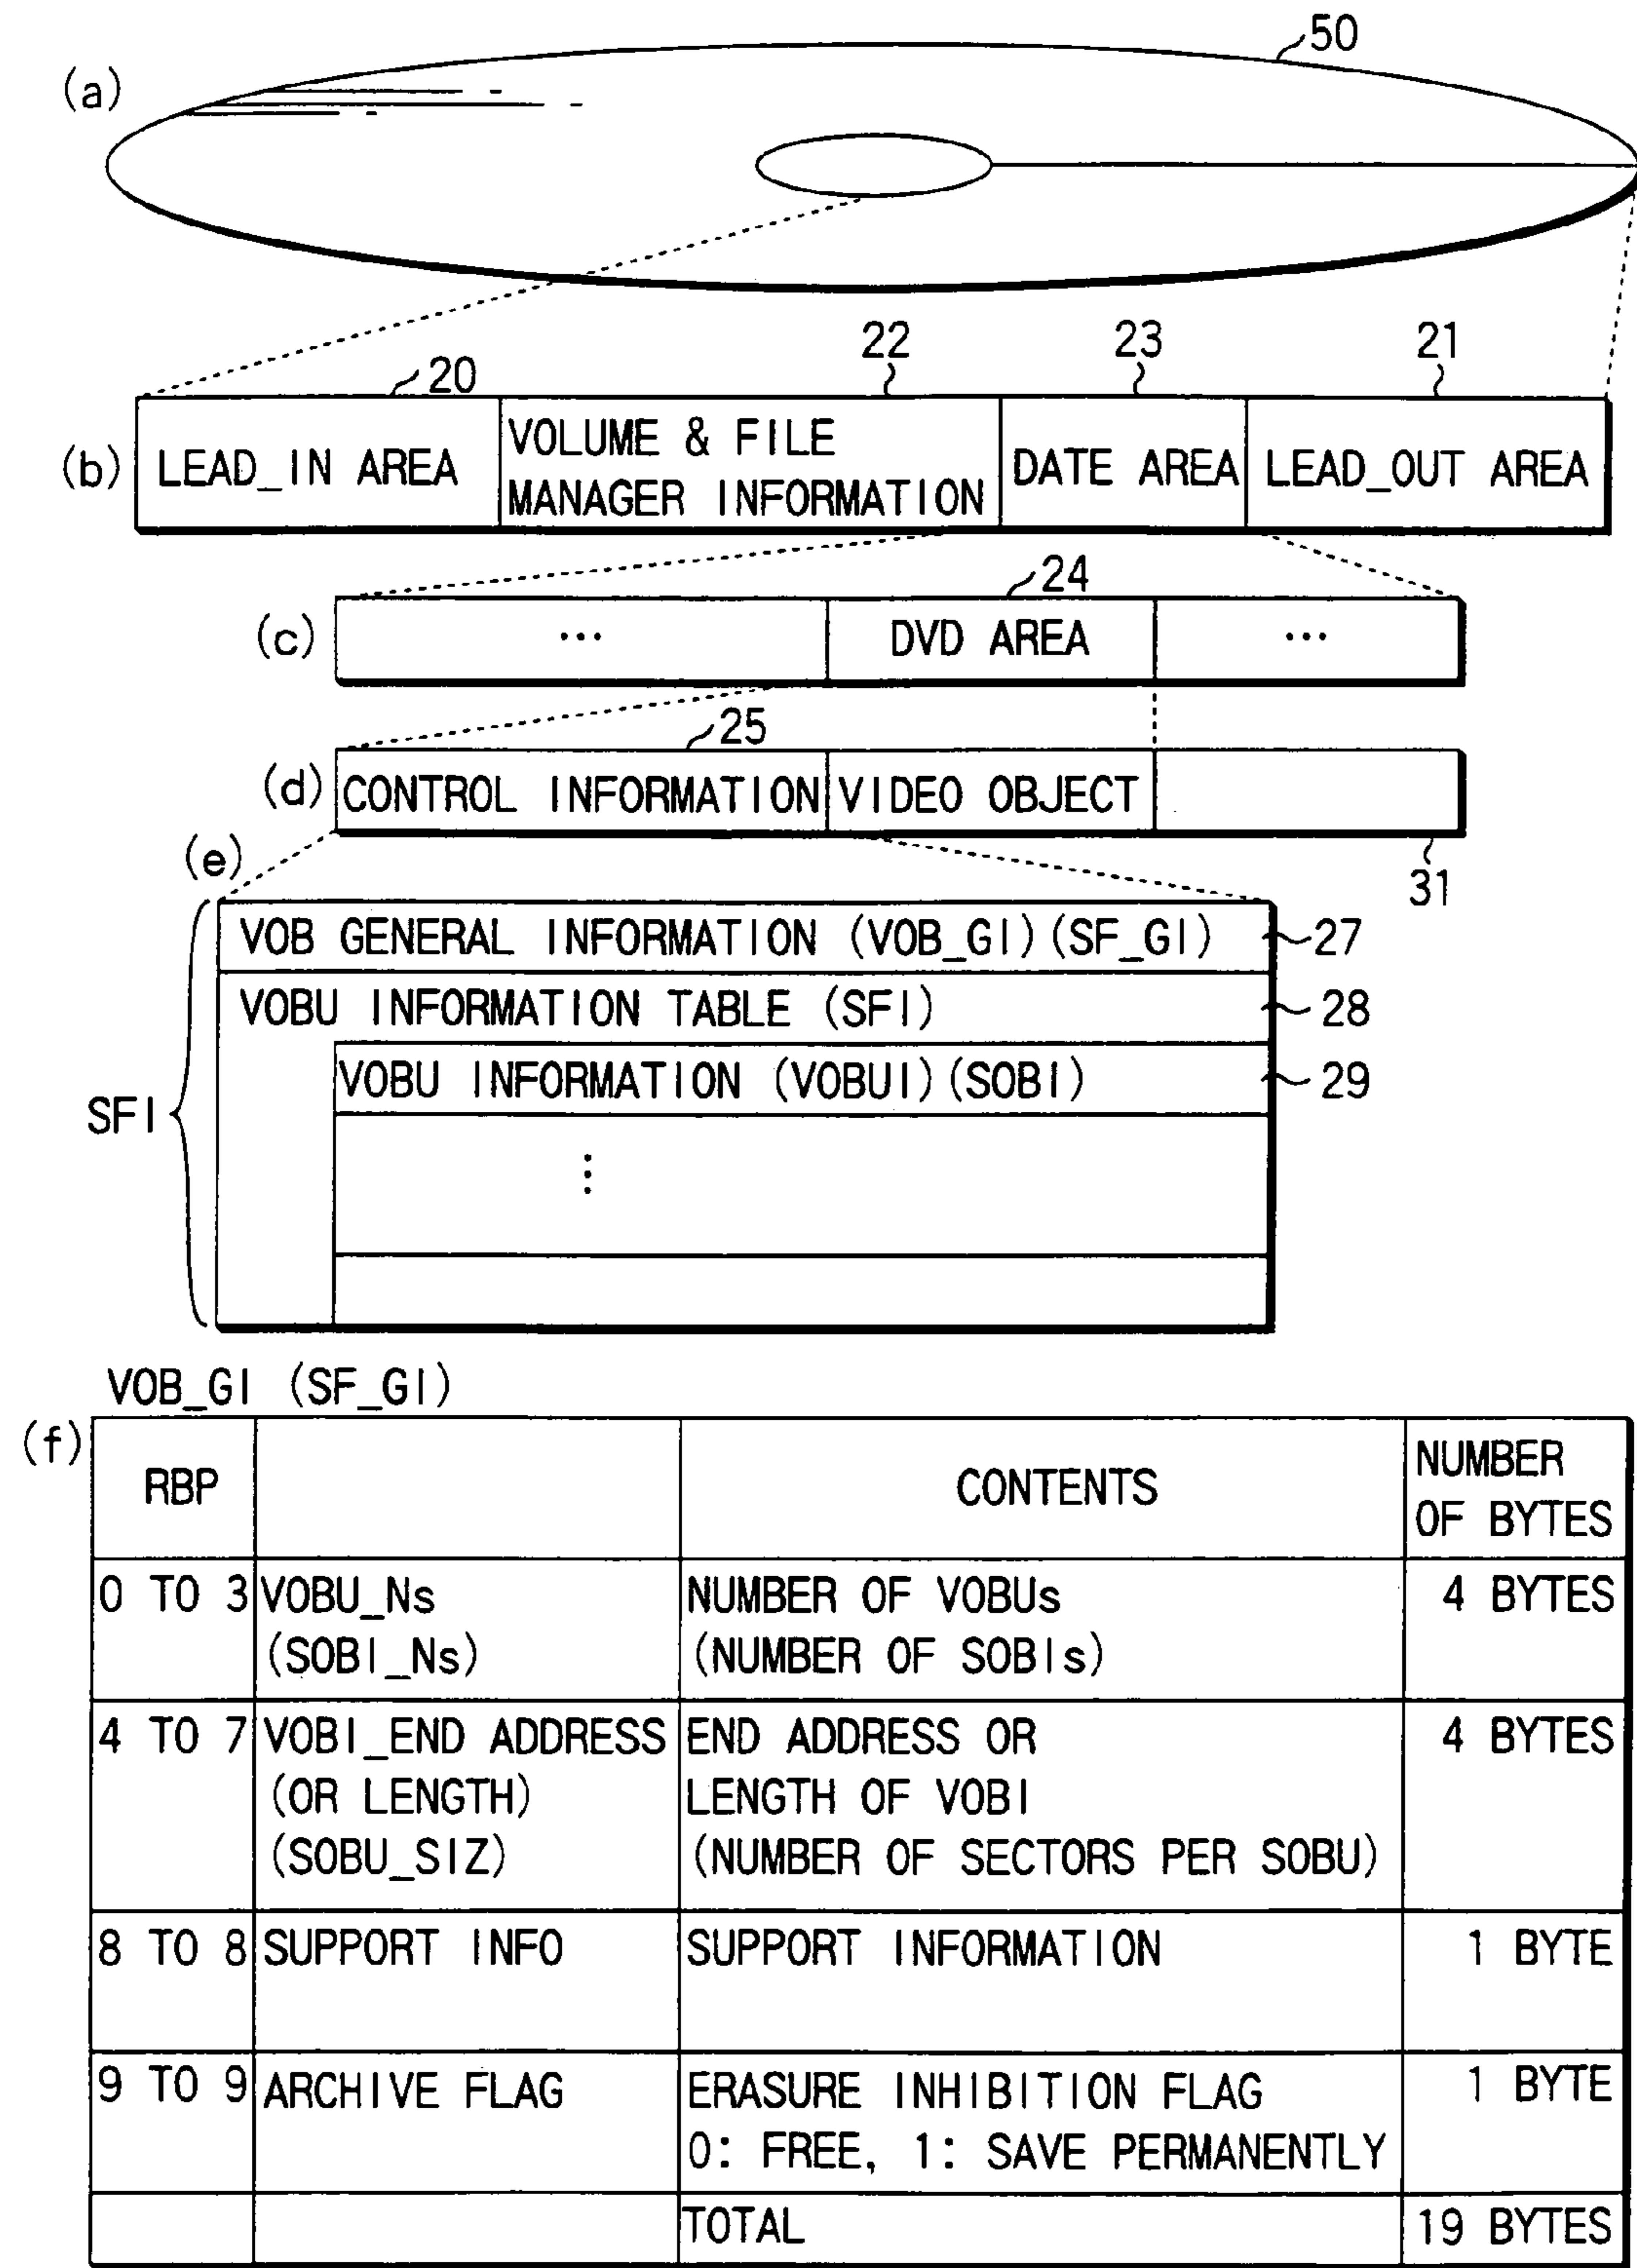 50
(a)
22
23
21
20
(b)
LEAD_IN AREA
VOLUME & FILE
MANAGER INFORMATION
DATE AREA
LEAD_OUT AREA
24
(c)
...
DVD AREA
...
25
(d)
CONTROL INFORMATION
VIDEO OBJECT
31
(e)
VOB GENERAL INFORMATION (VOB_GI)(SF_GI)
27
VOBU INFORMATION TABLE (SFI)
28
VOBU INFORMATION (VOBUI)(SOBI)
29
SFI
⋮
VOB_GI (SF_GI)
(f)
RBP
CONTENTS
NUMBER
OF BYTES
0 TO 3
VOBU_Ns
(SOBI_Ns)
NUMBER OF VOBUs
(NUMBER OF SOBIs)
4 BYTES
4 TO 7
VOBI_END ADDRESS
(OR LENGTH)
(SOBU_SIZ)
END ADDRESS OR
LENGTH OF VOBI
(NUMBER OF SECTORS PER SOBU)
4 BYTES
8 TO 8
SUPPORT INFO
SUPPORT INFORMATION
1 BYTE
9 TO 9
ARCHIVE FLAG
ERASURE INHIBITION FLAG
0: FREE, 1: SAVE PERMANENTLY
1 BYTE
TOTAL
19 BYTES